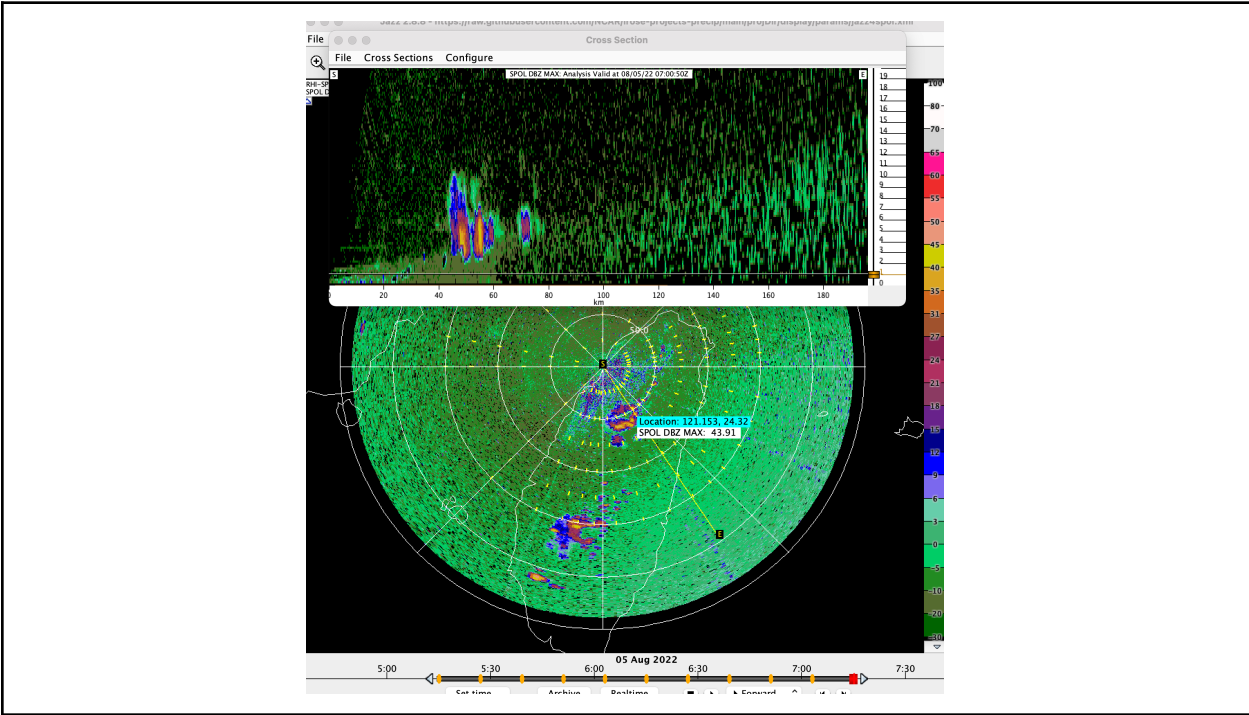 Jazz 2.8.8 - https://raw.githubusercontent.com/NCAR/lrose-projects-precip/main/projDir/display/params/jazz4spol.xml
File
Cross Section
File Cross Sections Configure
RHI-SP
SPOL D
S
SPOL DBZ MAX: Analysis Valid at 08/05/22 07:00:50Z
E
19
18
17
16
15
14
13
12
11
10
9
8
7
6
5
4
3
2
1
0
20 40 60 80 100 120 140 160 180
km
100
80
70
65
60
55
50
45
40
35
31
27
24
21
18
15
12
9
6
3
0
-5
-10
-20
-30
50.0
S
Location: 121.153, 24.32
SPOL DBZ MAX: 43.91
E
05 Aug 2022
5:00 5:30 6:00 6:30 7:00 7:30
Set time Archive Realtime Forward